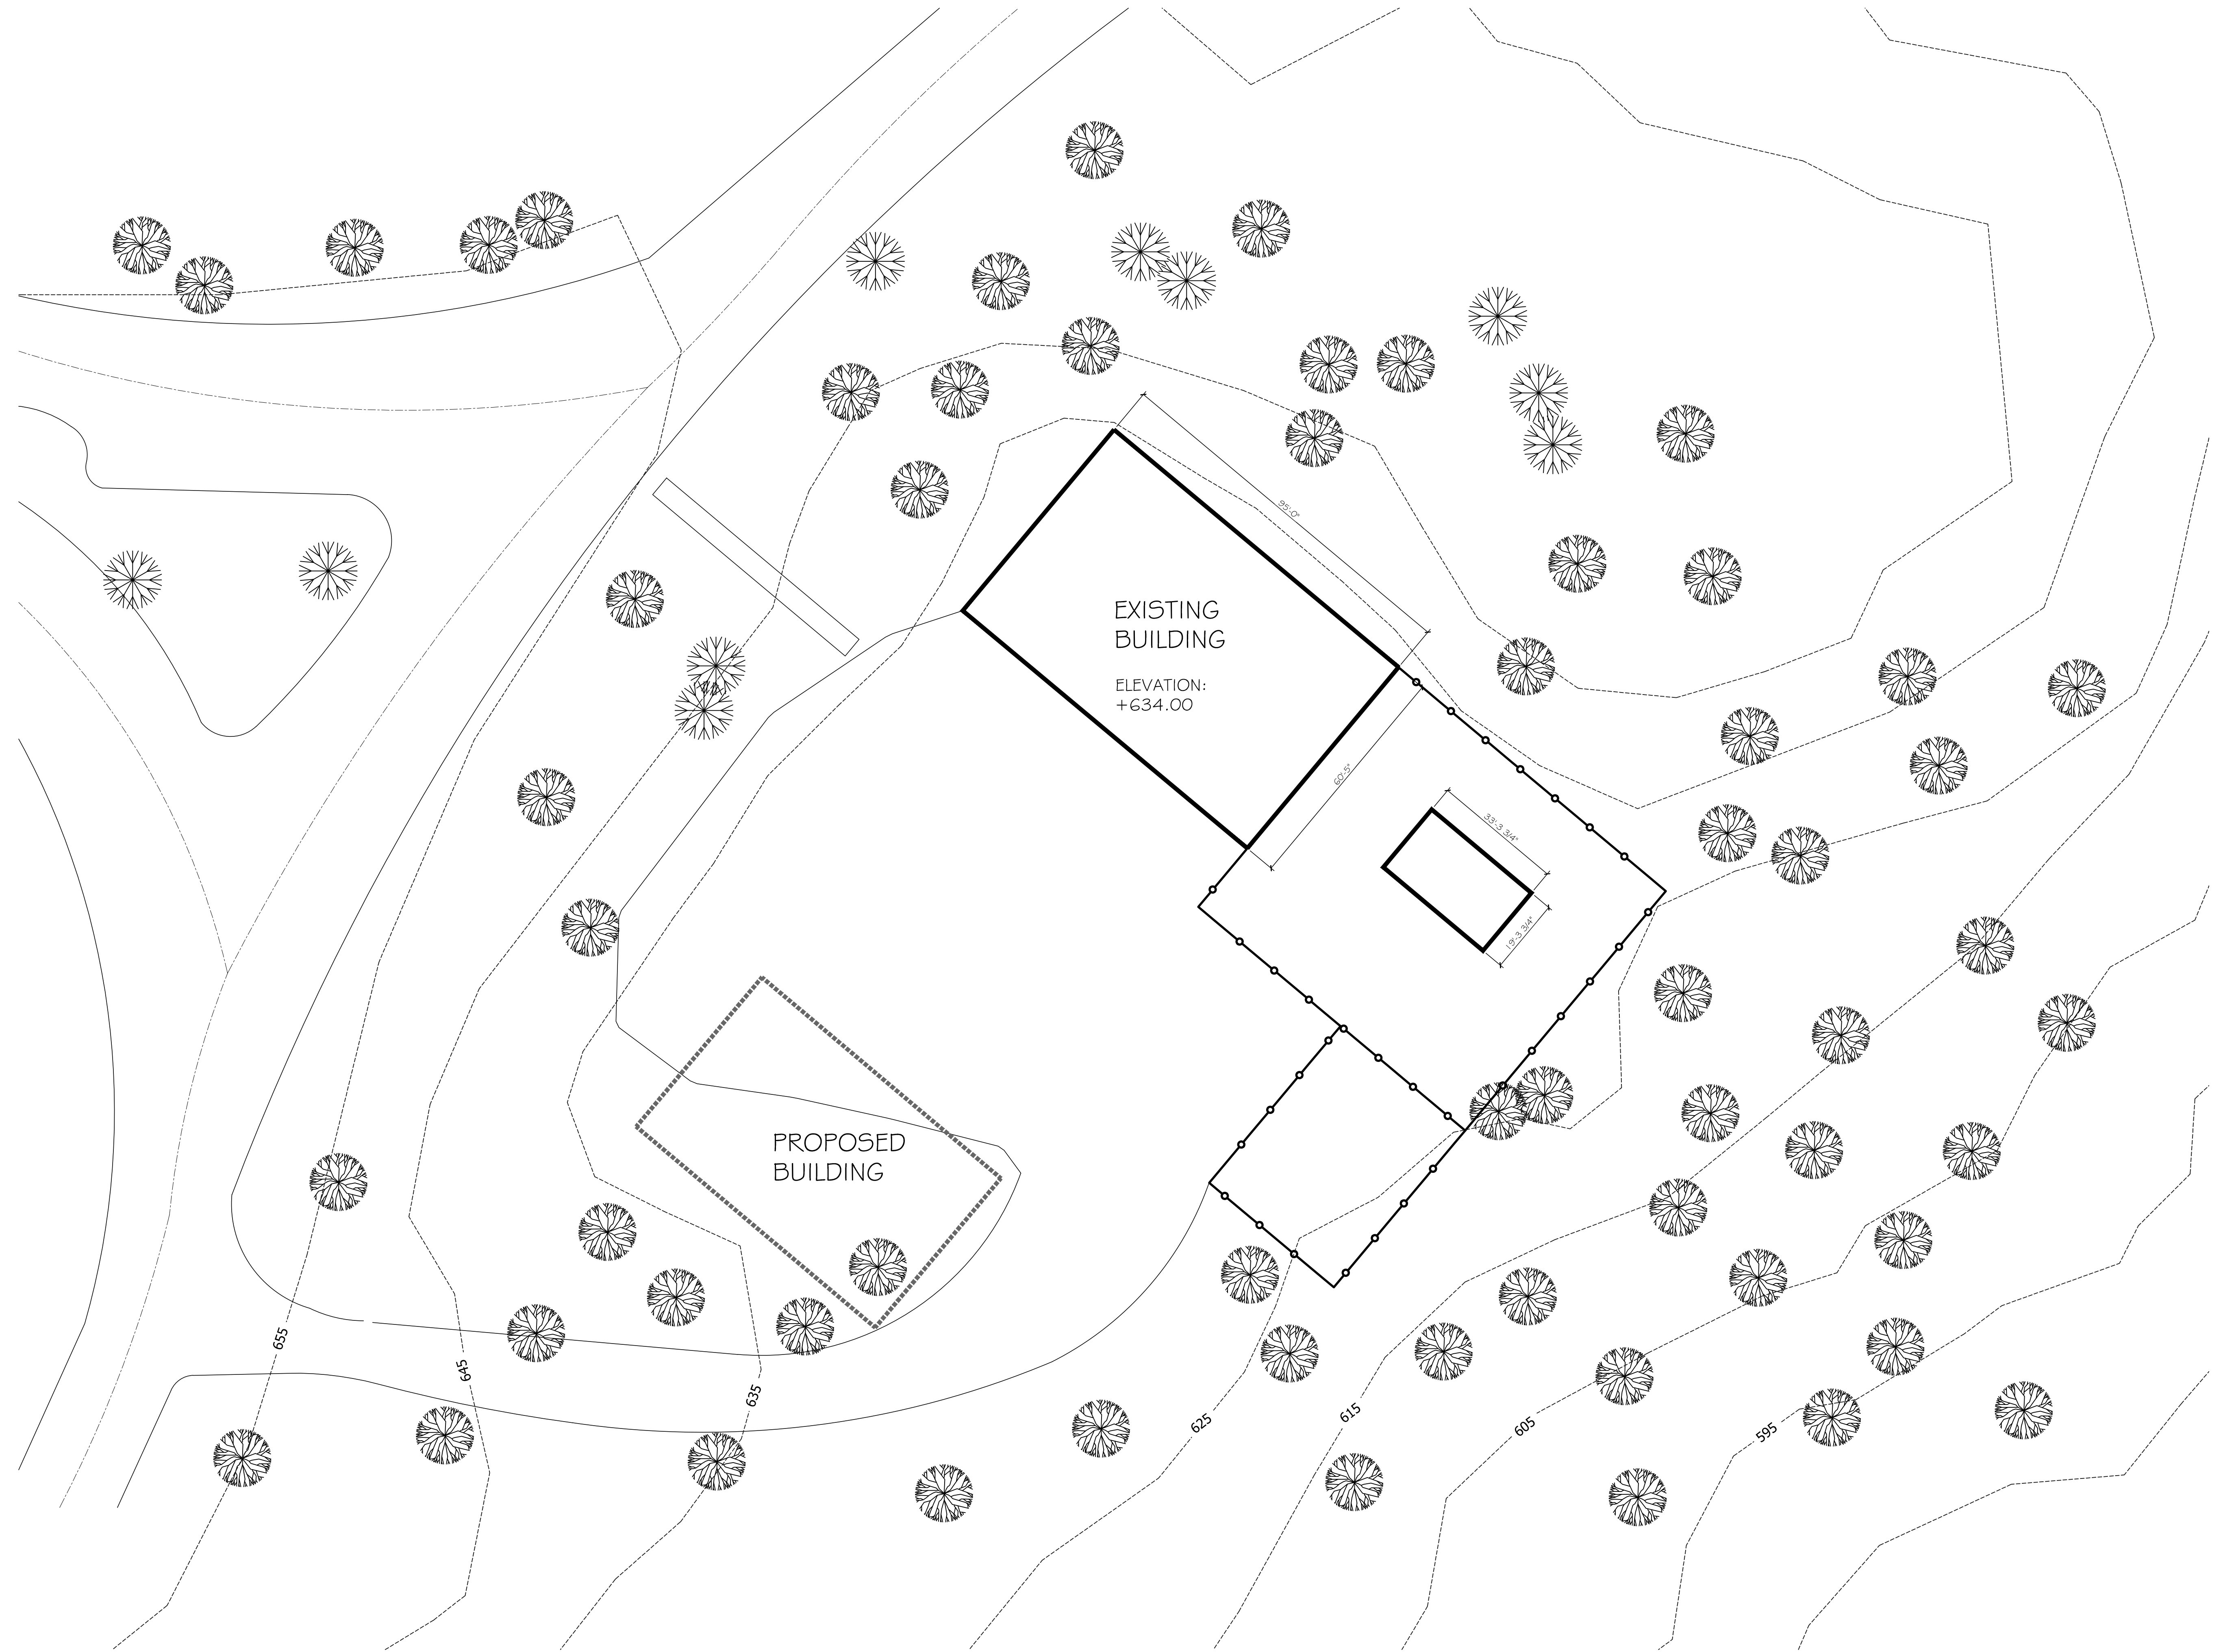 95'-0"
EXISTING
BUILDING
ELEVATION:
+634.00
60'-5"
33'-3 3/4"
19'-3 3/4"
PROPOSED
BUILDING
655
645
635
625
615
605
595